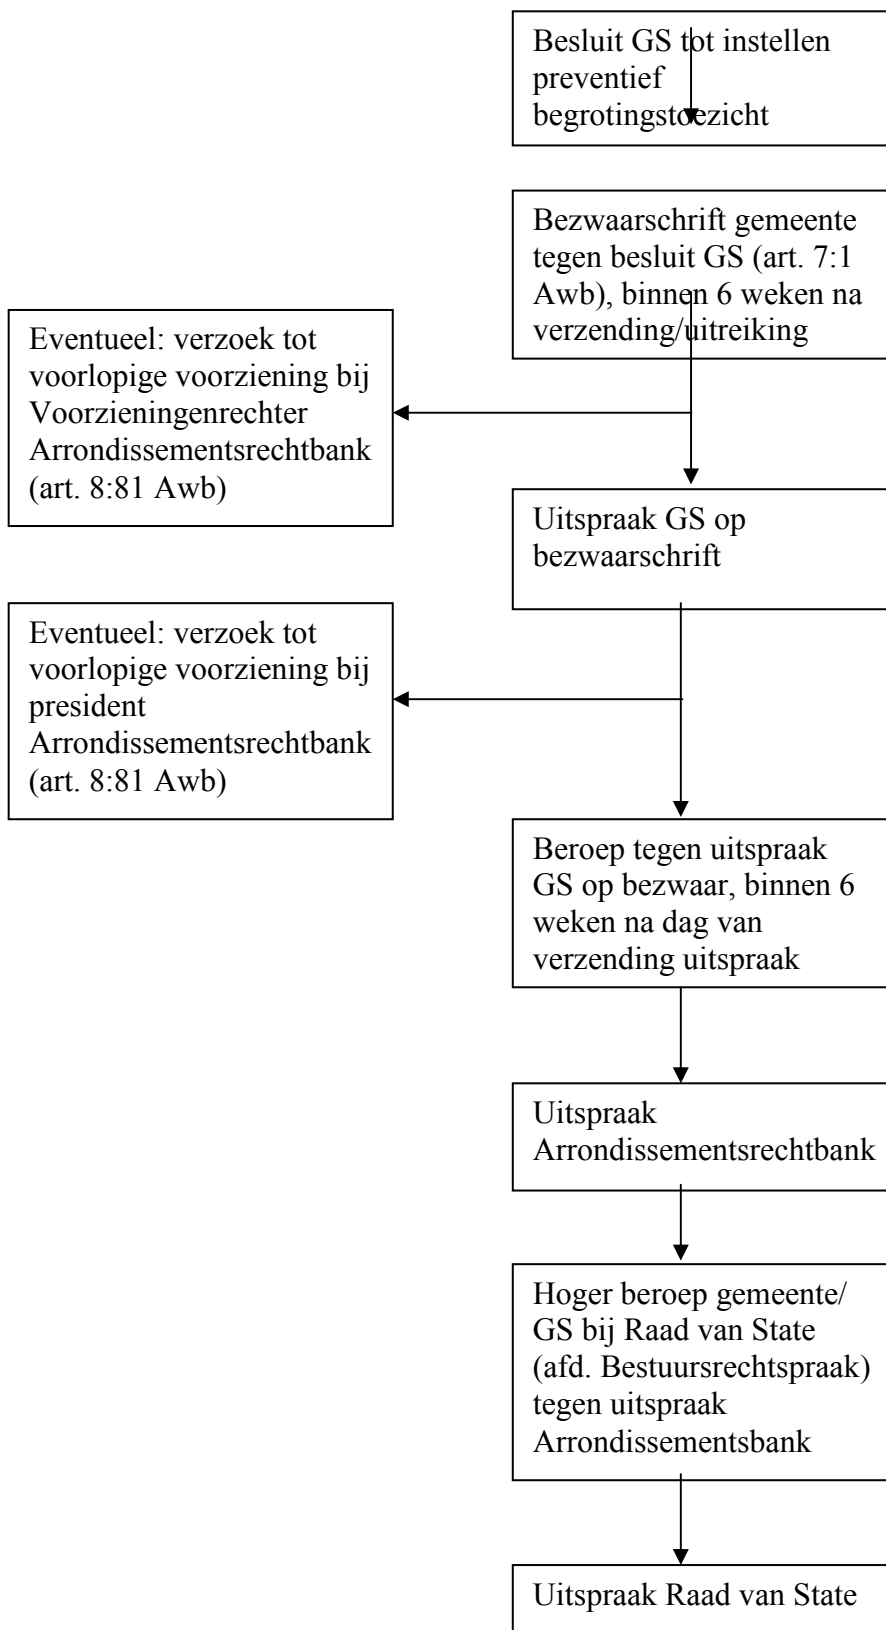 Besluit GS tot instellen
preventief
begrotingstoezicht
Bezwaarschrift gemeente
tegen besluit GS (art. 7:1
Awb), binnen 6 weken na
verzending/uitreiking
Eventueel: verzoek tot
voorlopige voorziening bij
Voorzieningenrechter
Arrondissementsrechtbank
(art. 8:81 Awb)
Uitspraak GS op
bezwaarschrift
Eventueel: verzoek tot
voorlopige voorziening bij
president
Arrondissementsrechtbank
(art. 8:81 Awb)
Beroep tegen uitspraak
GS op bezwaar, binnen 6
weken na dag van
verzending uitspraak
Uitspraak
Arrondissementsrechtbank
Hoger beroep gemeente/
GS bij Raad van State
(afd. Bestuursrechtspraak)
tegen uitspraak
Arrondissementsbank
Uitspraak Raad van State